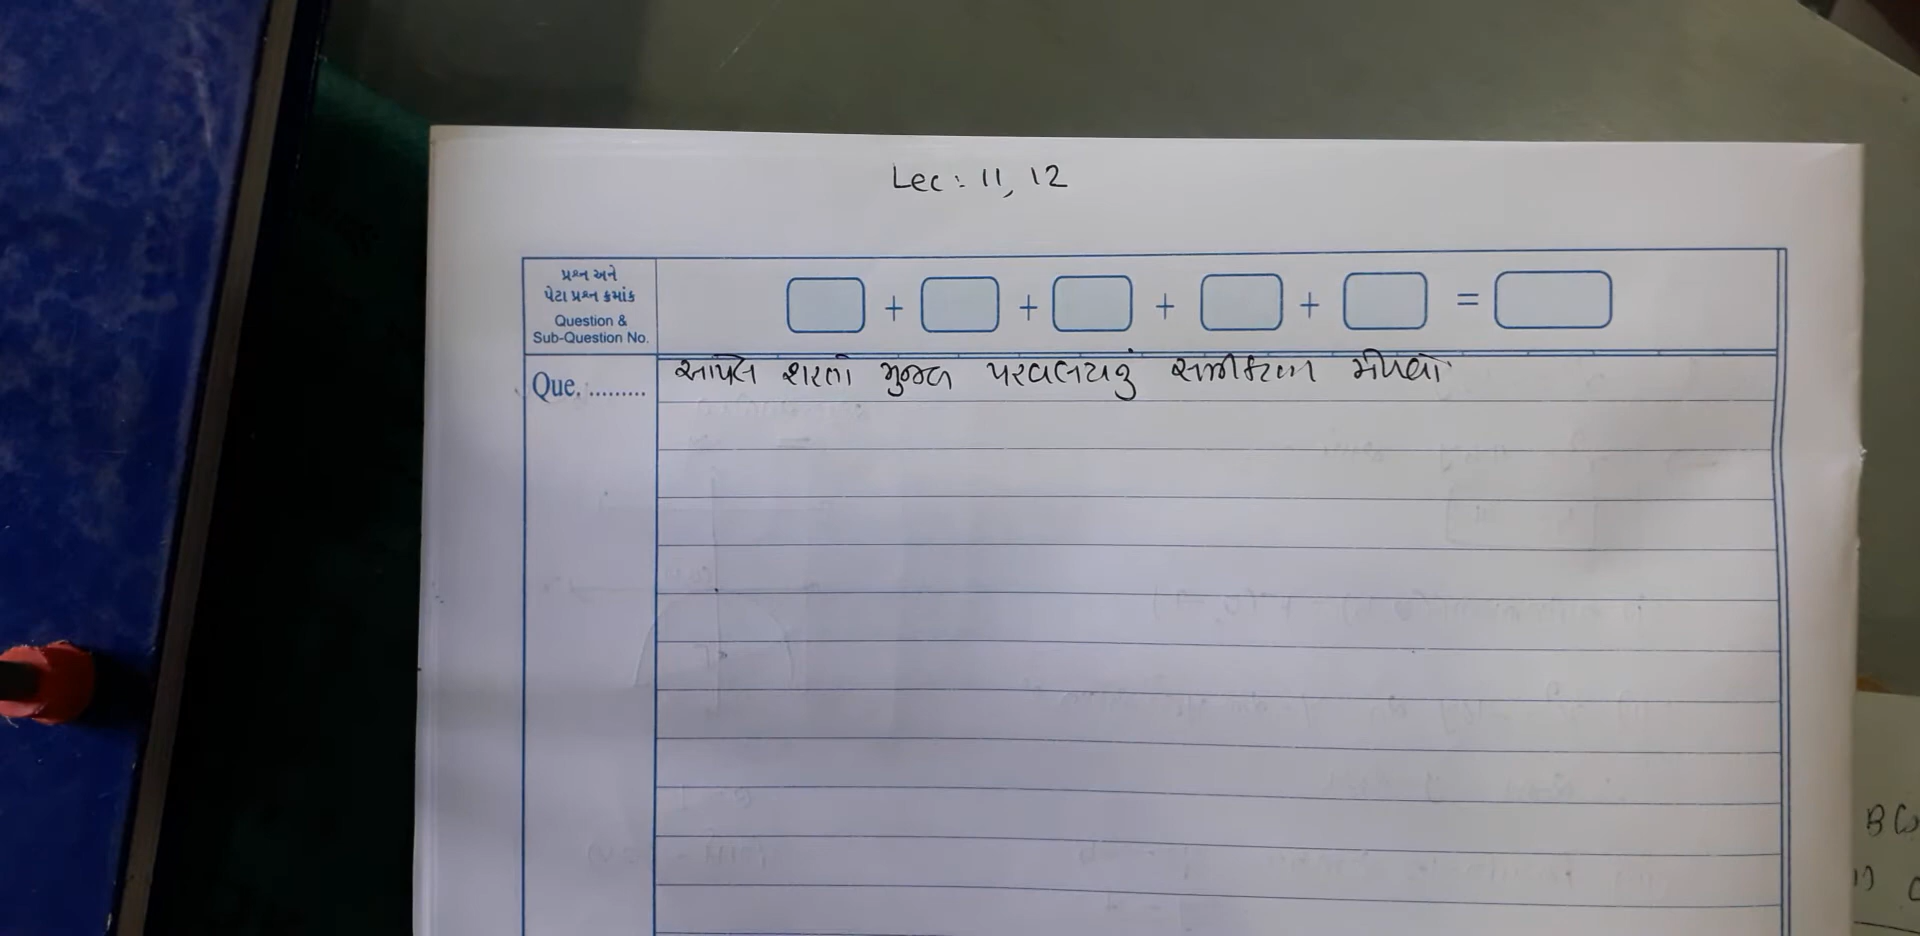 Lec : 11, 12
પ્રશ્ન અને
પેટા પ્રશ્ન ક્રમાંક
Question &
Sub-Question No.
+ + + + =
Que. .........
આપેલ શરતો મુજબ પરવલયનું સમીકરણ મેળવો.